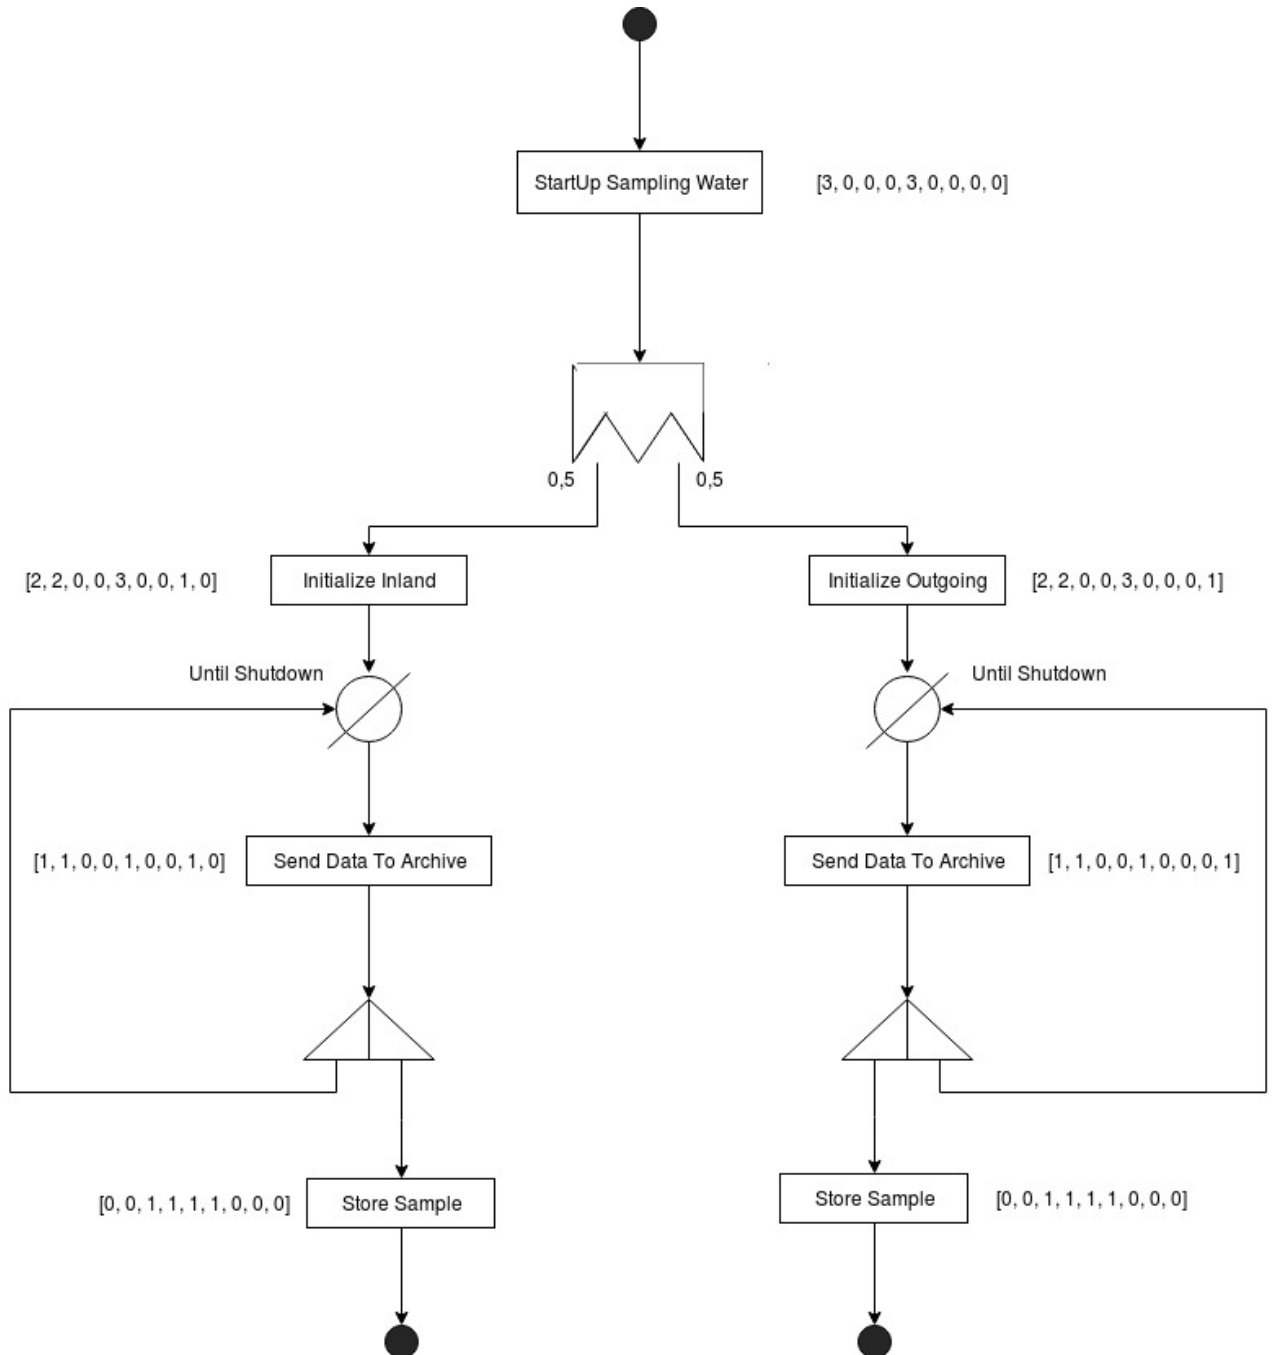 StartUp Sampling Water
[3, 0, 0, 0, 3, 0, 0, 0, 0]
0,5
0,5
[2, 2, 0, 0, 3, 0, 0, 1, 0]
Initialize Inland
Initialize Outgoing
[2, 2, 0, 0, 3, 0, 0, 0, 1]
Until Shutdown
Until Shutdown
[1, 1, 0, 0, 1, 0, 0, 1, 0]
Send Data To Archive
Send Data To Archive
[1, 1, 0, 0, 1, 0, 0, 0, 1]
[0, 0, 1, 1, 1, 1, 0, 0, 0]
Store Sample
Store Sample
[0, 0, 1, 1, 1, 1, 0, 0, 0]